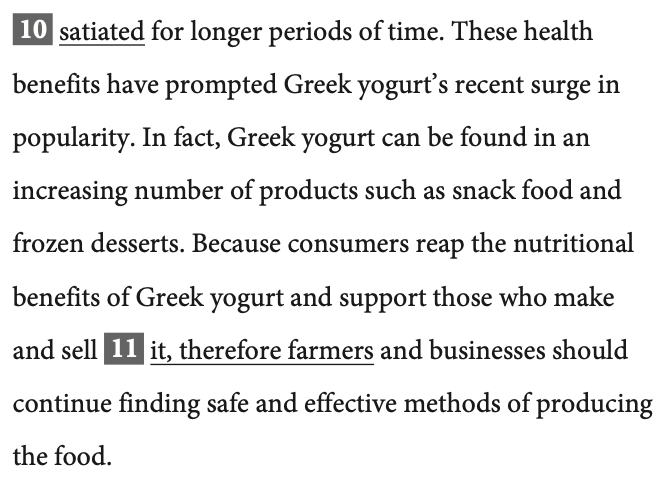 10 satiated for longer periods of time. These health
benefits have prompted Greek yogurt’s recent surge in
popularity. In fact, Greek yogurt can be found in an
increasing number of products such as snack food and
frozen desserts. Because consumers reap the nutritional
benefits of Greek yogurt and support those who make
and sell 11 it, therefore farmers and businesses should
continue finding safe and effective methods of producing
the food.